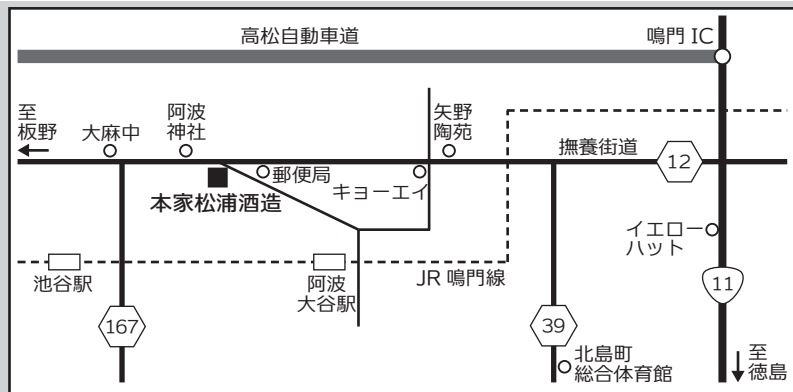 高松自動車道
鳴門 IC
至
板野
大麻中
阿波
神社
矢野
陶苑
撫養街道
12
郵便局
キョーエイ
本家松浦酒造
イエロー
ハット
池谷駅
阿波
大谷駅
JR 鳴門線
11
167
39
北島町
総合体育館
至
徳島